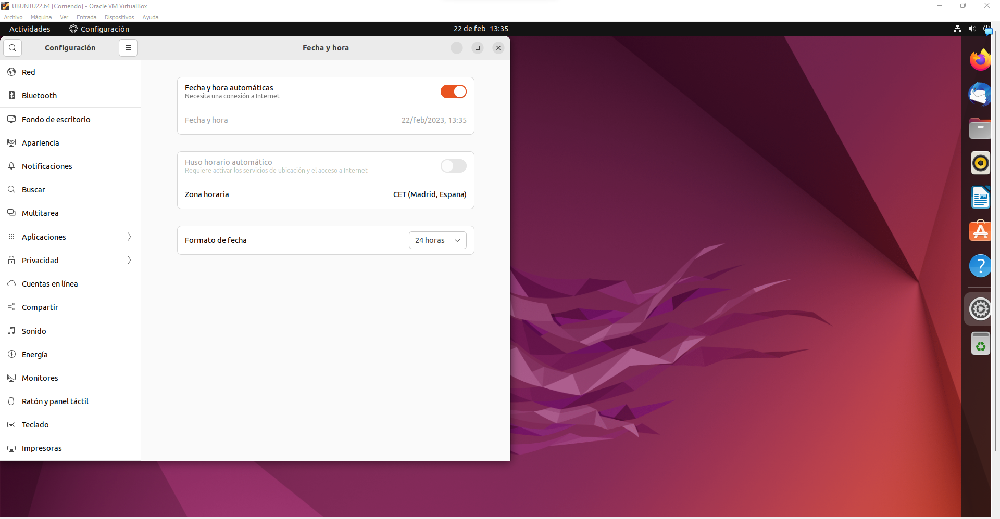 UBUNTU22.64 [Corriendo] - Oracle VM VirtualBox
Archivo Máquina Ver Entrada Dispositivos Ayuda
Actividades Configuración 22 de feb 13:35
Configuración Fecha y hora
Red
Bluetooth
Fondo de escritorio
Apariencia
Notificaciones
Buscar
Multitarea
Aplicaciones
Privacidad
Cuentas en línea
Compartir
Sonido
Energía
Monitores
Ratón y panel táctil
Teclado
Impresoras
Fecha y hora automáticas
Necesita una conexión a Internet
Fecha y hora 22/feb/2023, 13:35
Huso horario automático
Requiere activar los servicios de ubicación y el acceso a Internet
Zona horaria CET (Madrid, España)
Formato de fecha 24 horas